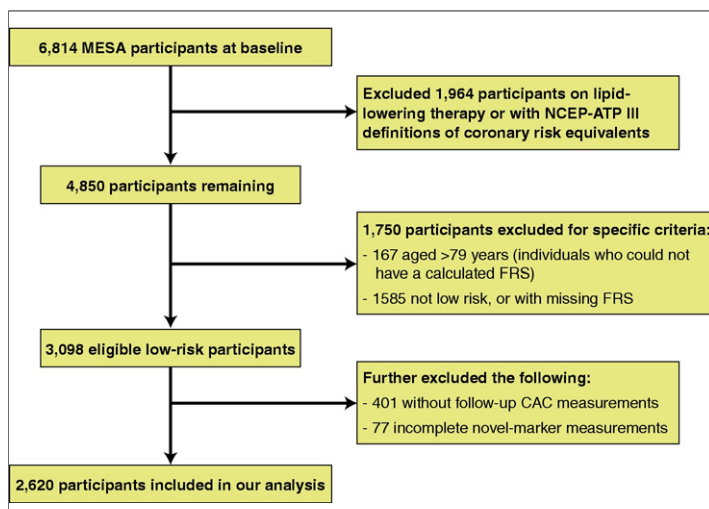 6,814 MESA participants at baseline
Excluded 1,964 participants on lipid-
lowering therapy or with NCEP-ATP III
definitions of coronary risk equivalents
4,850 participants remaining
1,750 participants excluded for specific criteria:
- 167 aged >79 years (individuals who could not
have a calculated FRS)
- 1585 not low risk, or with missing FRS
3,098 eligible low-risk participants
Further excluded the following:
- 401 without follow-up CAC measurements
- 77 incomplete novel-marker measurements
2,620 participants included in our analysis